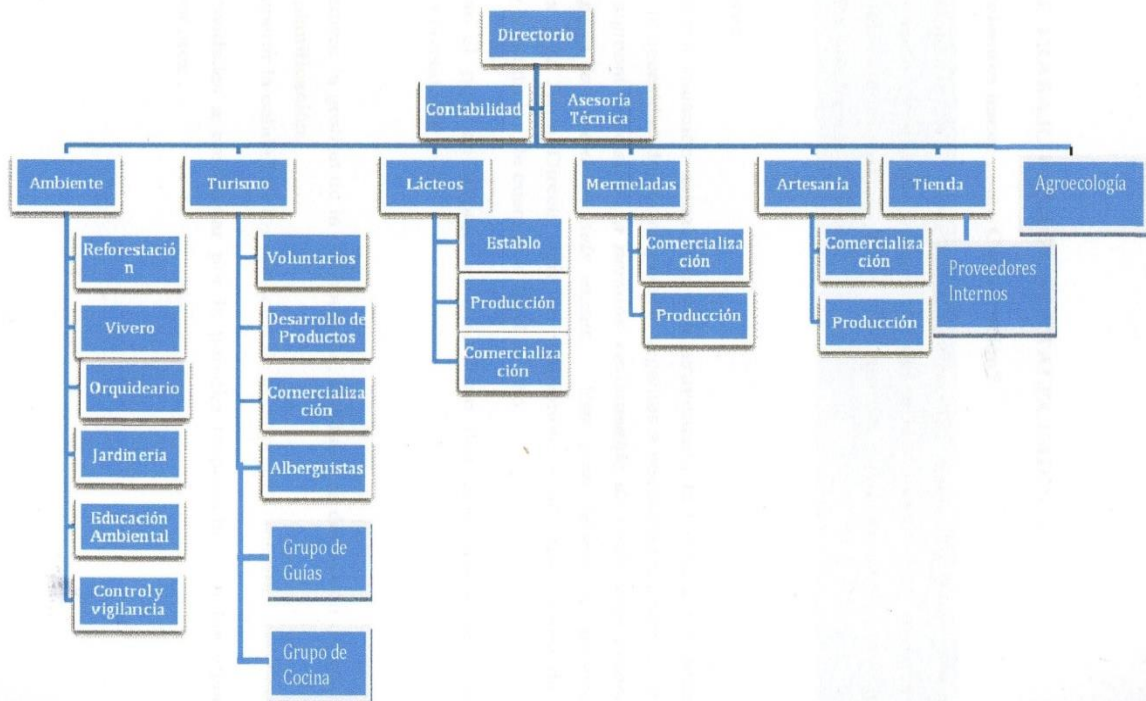 Directorio
Contabilidad
Asesoría
Técnica
Ambiente
Turismo
Lácteos
Mermeladas
Artesanía
Tienda
Agroecología
Reforestació
n
Vivero
Orquideario
Jardineria
Educación
Ambiental
Control y
vigilancia
Voluntarios
Desarrollo de
Productos
Comercializa
ción
Alberguistas
Grupo de
Guías
Grupo de
Cocina
Establo
Producción
Comercializa
ción
Comercializa
ción
Producción
Comercializa
ción
Producción
Proveedores
Internos